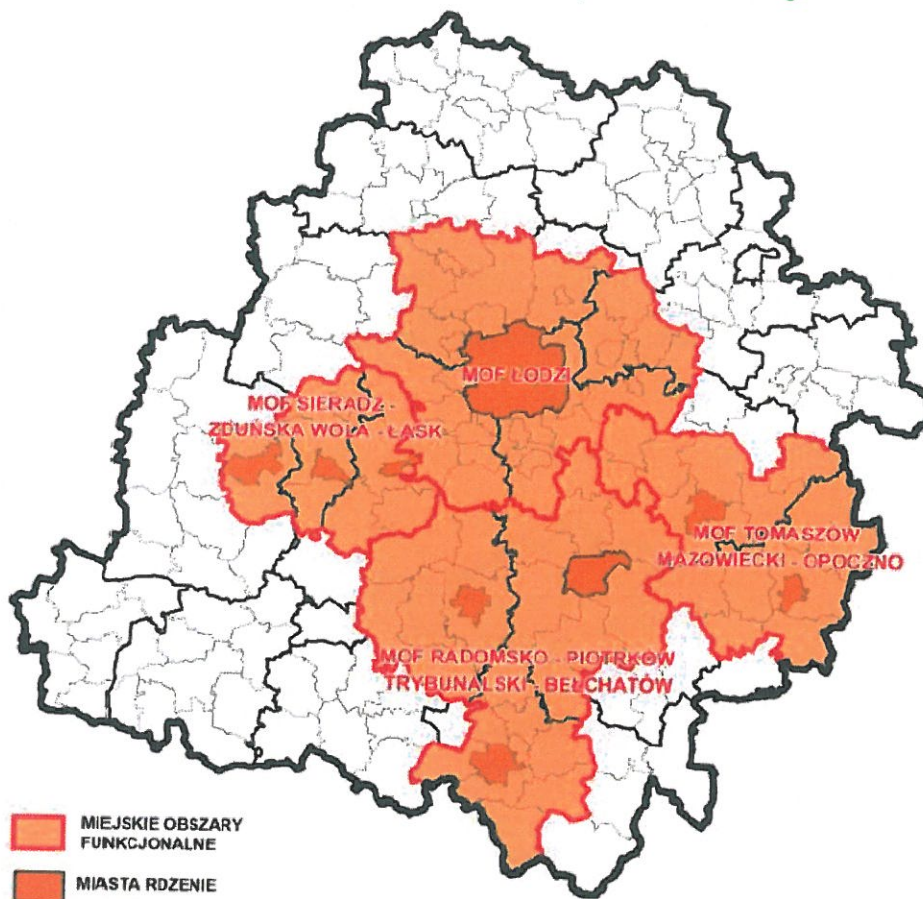 MOF ŁODZI
MOF SIERADZ -
ZDUŃSKA WOLA - ŁASK
MOF TOMASZÓW
MAZOWIECKI - OPOCZNO
MOF RADOMSKO - PIOTRKÓW
TRYBUNALSKI - BEŁCHATÓW
MIEJSKIE OBSZARY
FUNKCJONALNE
MIASTA RDZENIE